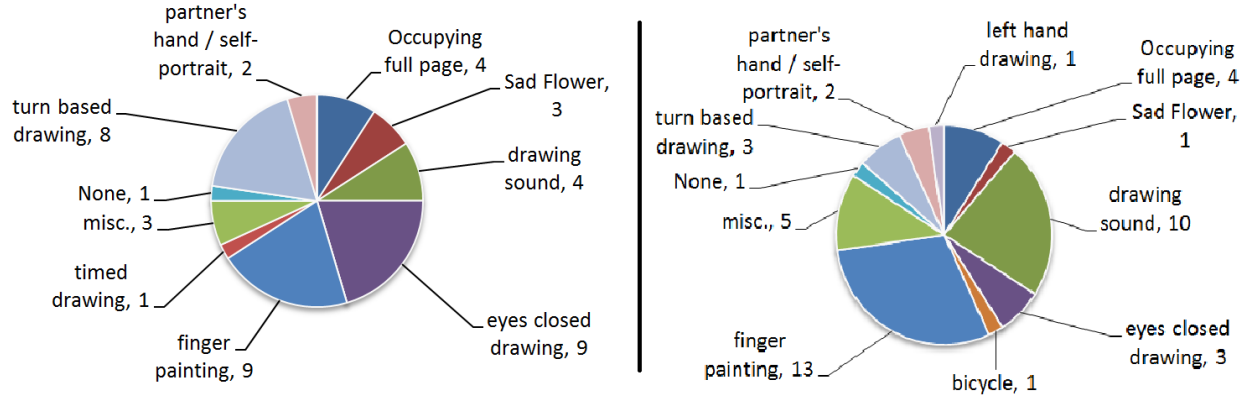 partner's
hand / self-
portrait, 2
Occupying
full page, 4
Sad Flower,
3
drawing
sound, 4
eyes closed
drawing, 9
finger
painting, 9
timed
drawing, 1
misc., 3
None, 1
turn based
drawing, 8
left hand
drawing, 1
Occupying
full page, 4
Sad Flower,
1
drawing
sound, 10
eyes closed
drawing, 3
bicycle, 1
finger
painting, 13
misc., 5
None, 1
turn based
drawing, 3
partner's
hand / self-
portrait, 2